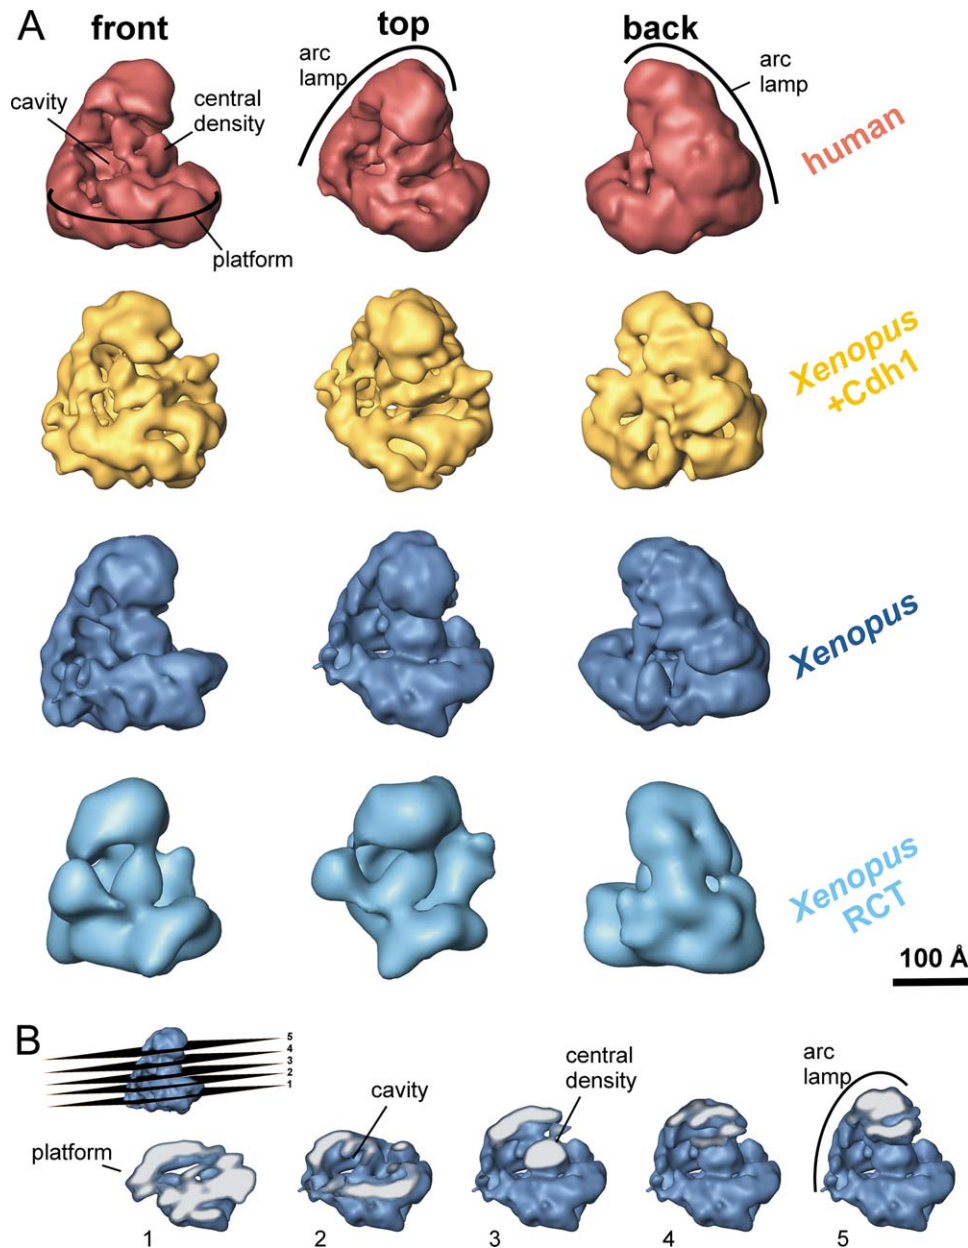 A
front
top
back
arc
lamp
arc
lamp
cavity
central
density
human
platform
Xenopus
+Cdh1
Xenopus
Xenopus
RCT
100 Å
B
5
4
3
2
1
central
density
arc
lamp
cavity
platform
1
2
3
4
5